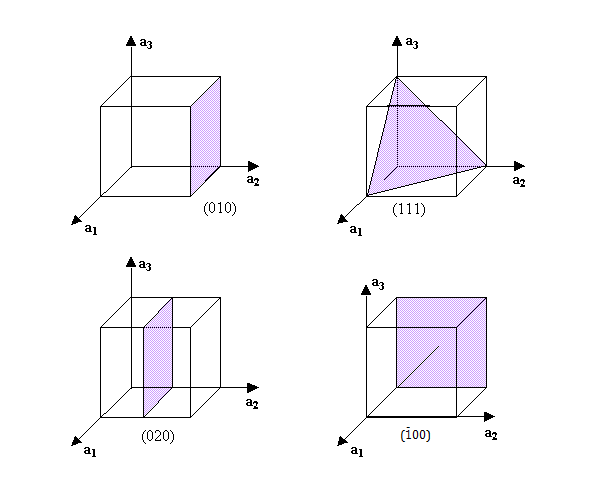 a₃
a₂
a₁
(010)
a₃
a₂
a₁
(111)
a₃
a₂
a₁
(020)
a₃
a₂
a₁
(1̄00)